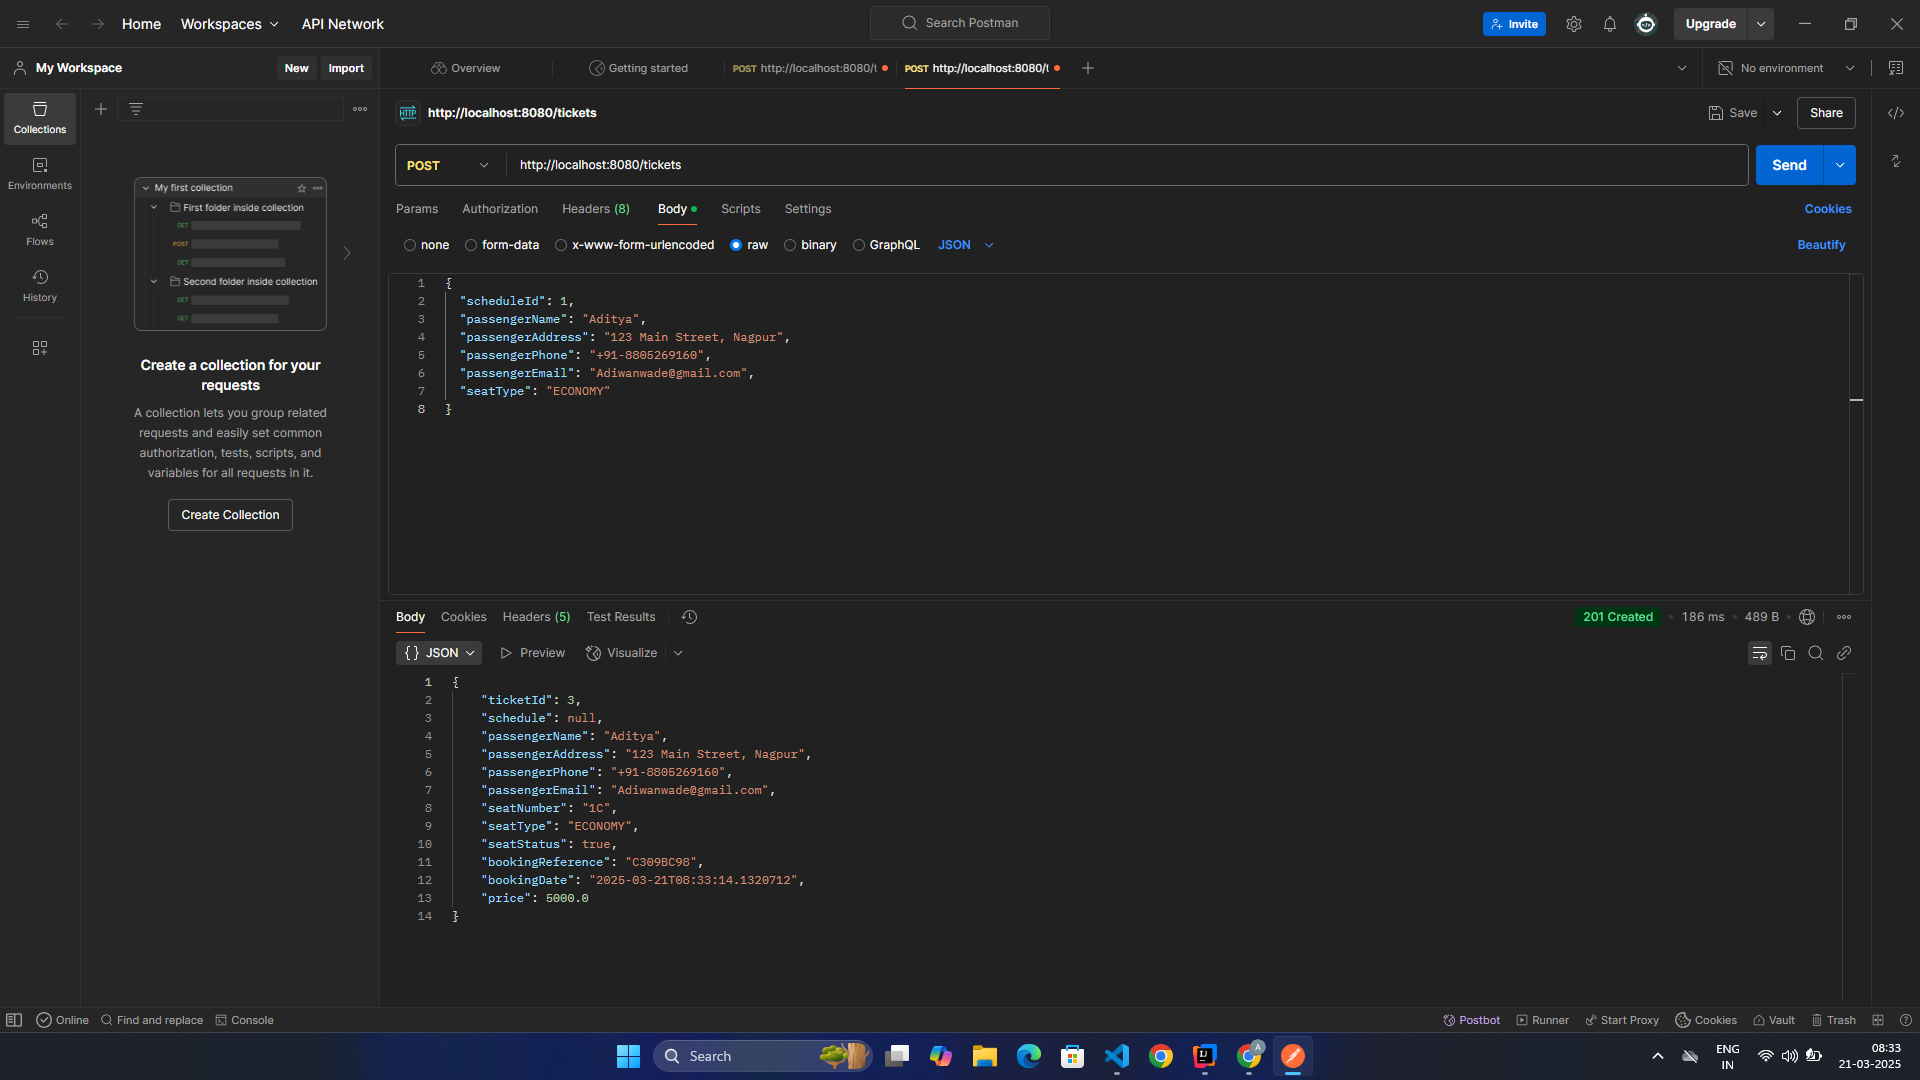 Home
Workspaces
API Network
Search Postman
Invite
Upgrade
My Workspace
New
Import
Overview
Getting started
POST http://localhost:8080/t
POST http://localhost:8080/t
No environment
Collections
Environments
Flows
History
My first collection
First folder inside collection
GET
POST
GET
Second folder inside collection
GET
GET
Create a collection for your
requests
A collection lets you group related
requests and easily set common
authorization, tests, scripts, and
variables for all requests in it.
Create Collection
HTTP http://localhost:8080/tickets
Save
Share
POST
http://localhost:8080/tickets
Send
Params Authorization Headers (8) Body Scripts Settings
Cookies
none form-data x-www-form-urlencoded raw binary GraphQL JSON
Beautify
1 {
2 "scheduleId": 1,
3 "passengerName": "Aditya",
4 "passengerAddress": "123 Main Street, Nagpur",
5 "passengerPhone": "+91-8805269160",
6 "passengerEmail": "Adiwanwade@gmail.com",
7 "seatType": "ECONOMY"
8 }
Body Cookies Headers (5) Test Results
201 Created 186 ms 489 B
{} JSON Preview Visualize
1 {
2 "ticketId": 3,
3 "schedule": null,
4 "passengerName": "Aditya",
5 "passengerAddress": "123 Main Street, Nagpur",
6 "passengerPhone": "+91-8805269160",
7 "passengerEmail": "Adiwanwade@gmail.com",
8 "seatNumber": "1C",
9 "seatType": "ECONOMY",
10 "seatStatus": true,
11 "bookingReference": "C309BC98",
12 "bookingDate": "2025-03-21T08:33:14.1320712",
13 "price": 5000.0
14 }
Online Find and replace Console
Postbot Runner Start Proxy Cookies Vault Trash
Search
ENG
IN
08:33
21-03-2025